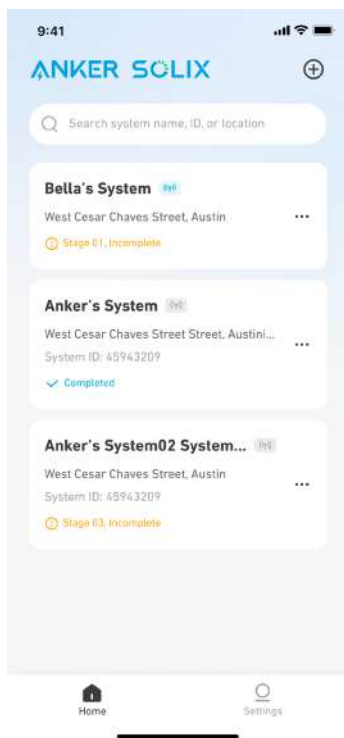 9:41
ANKER SOLIX
Search system name, ID, or location
Bella's System
West Cesar Chaves Street, Austin
Stage 01, Incomplete
Anker's System
West Cesar Chaves Street Street, Austini...
System ID: 45943209
Completed
Anker's System02 System...
West Cesar Chaves Street, Austin
System ID: 45943209
Stage 03, Incomplete
Home
Settings